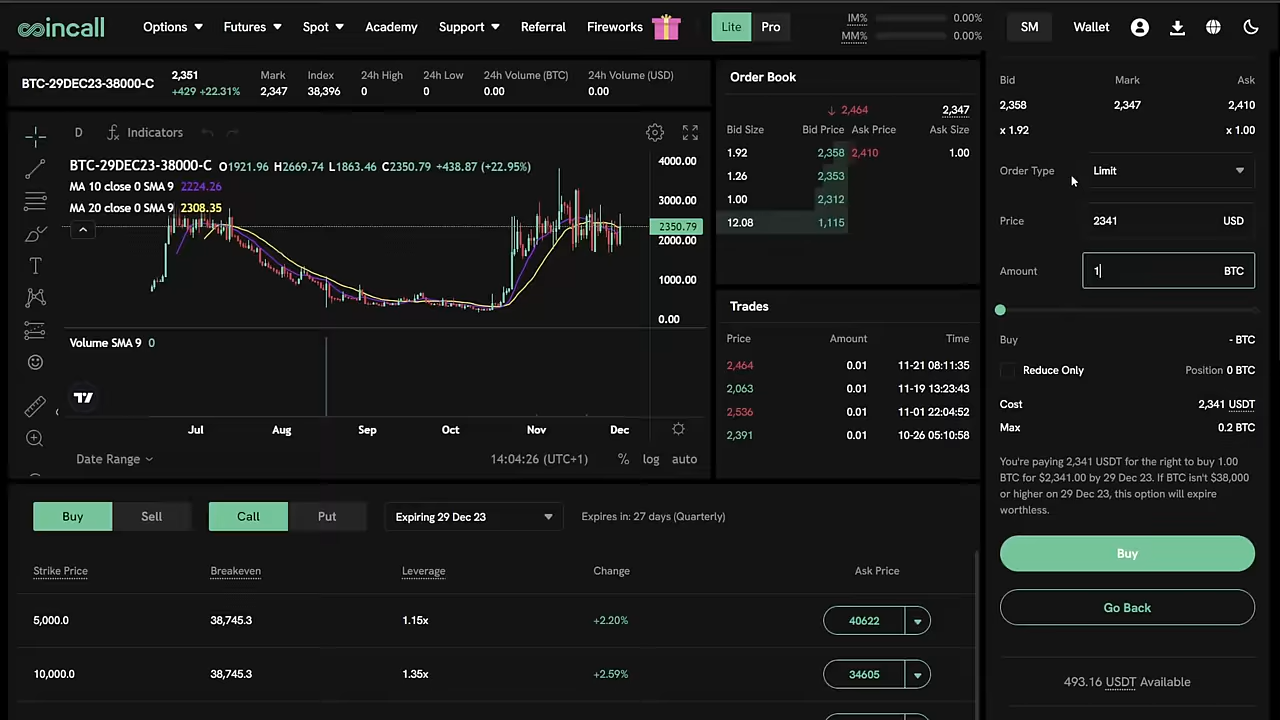 coincall Options Futures Spot Academy Support Referral Fireworks Lite Pro IM% 0.00% MM% 0.00% SM Wallet
BTC-29DEC23-38000-C 2,351 +429 +22.31% Mark 2,347 Index 38,396 24h High 0 24h Low 0 24h Volume (BTC) 0.00 24h Volume (USD) 0.00
D Indicators
BTC-29DEC23-38000-C O1921.96 H2669.74 L1863.46 C2350.79 +438.87 (+22.95%)
MA 10 close 0 SMA 9 2224.26
MA 20 close 0 SMA 9 2308.35
4000.00
3000.00
2350.79
2000.00
1000.00
0.00
Volume SMA 9 0
Jul Aug Sep Oct Nov Dec
Date Range 14:04:26 (UTC+1) % log auto
Order Book
↓ 2,464 2,347
Bid Size Bid Price Ask Price Ask Size
1.92 2,358 2,410 1.00
1.26 2,353
1.00 2,312
12.08 1,115
Trades
Price Amount Time
2,464 0.01 11-21 08:11:35
2,063 0.01 11-19 13:23:43
2,536 0.01 11-01 22:04:52
2,391 0.01 10-26 05:10:58
Bid Mark Ask
2,358 2,347 2,410
x 1.92 x 1.00
Order Type Limit
Price 2341 USD
Amount 1 BTC
Buy - BTC
Reduce Only Position 0 BTC
Cost 2,341 USDT
Max 0.2 BTC
You're paying 2,341 USDT for the right to buy 1.00
BTC for $2,341.00 by 29 Dec 23. If BTC isn't $38,000
or higher on 29 Dec 23, this option will expire
worthless.
Buy
Go Back
493.16 USDT Available
Buy Sell Call Put Expiring 29 Dec 23 Expires in: 27 days (Quarterly)
Strike Price Breakeven Leverage Change Ask Price
5,000.0 38,745.3 1.15x +2.20% 40622
10,000.0 38,745.3 1.35x +2.59% 34605